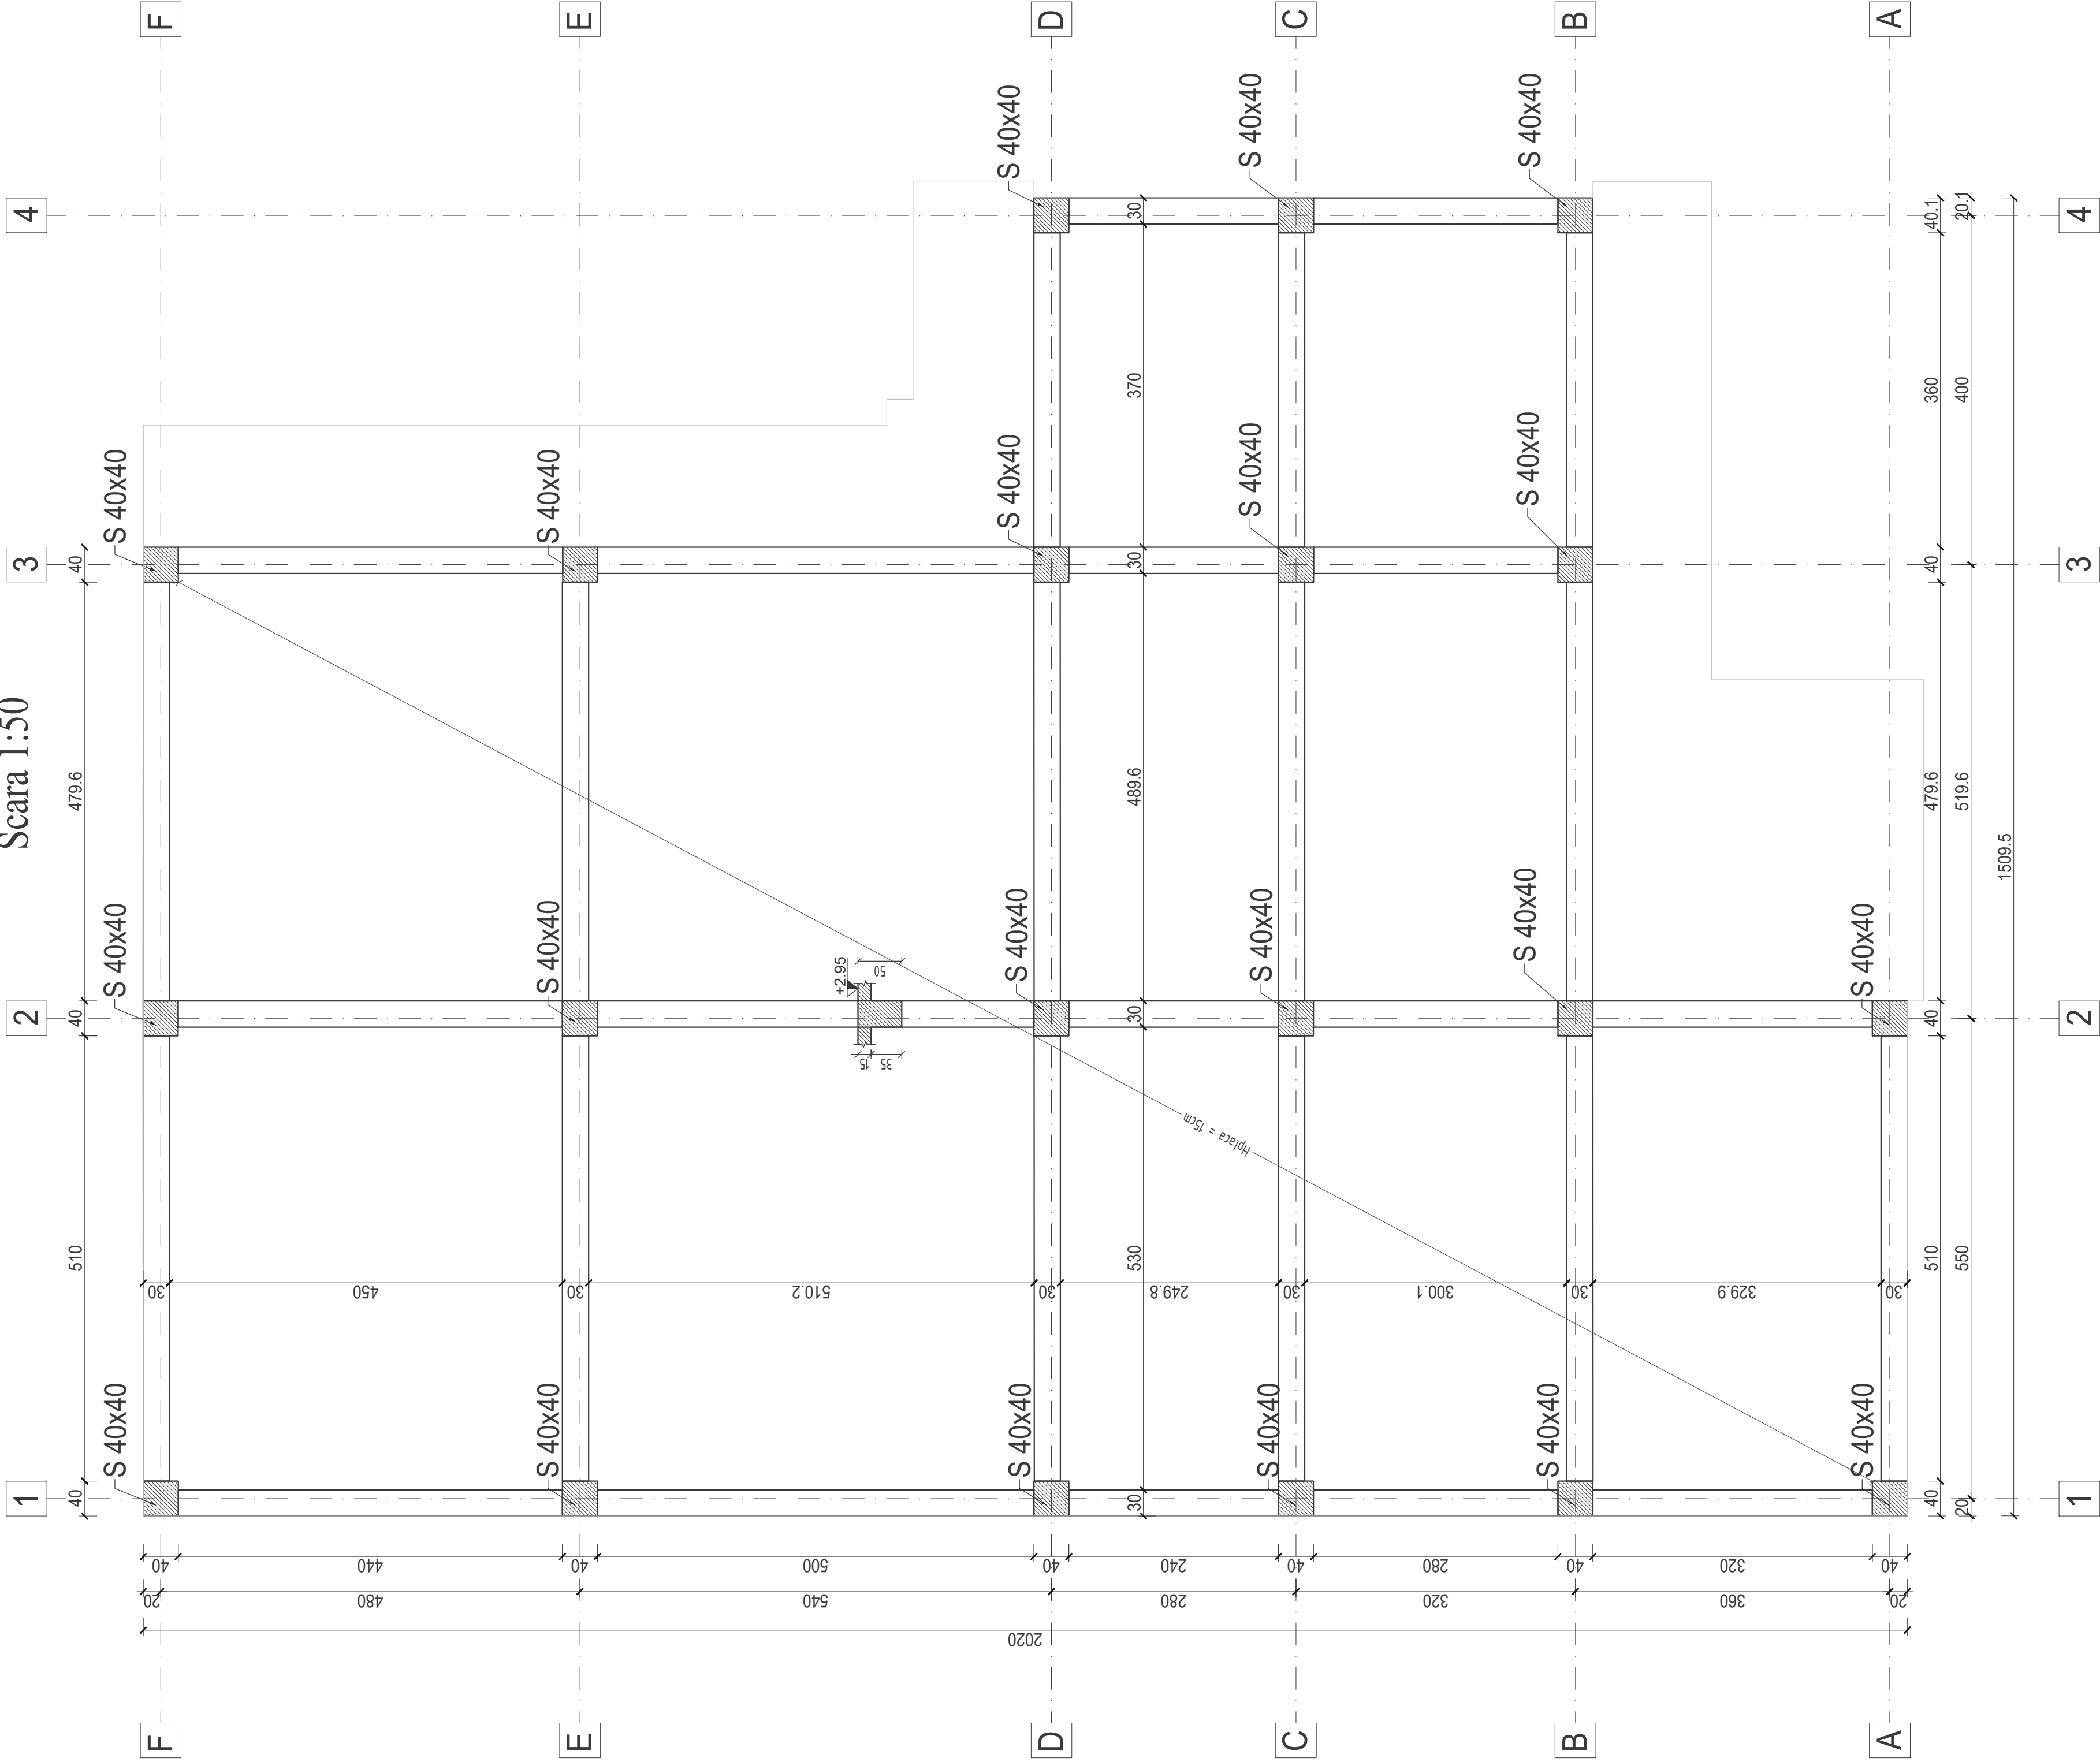 Scara 1:50
F
E
D
C
B
A
4
4
S 40x40
S 40x40
S 40x40
30
40.1
20.1
370
360
400
3
3
S 40x40
S 40x40
S 40x40
S 40x40
S 40x40
40
30
40
479.6
489.6
479.6
519.6
1509.5
2
2
S 40x40
S 40x40
S 40x40
S 40x40
S 40x40
S 40x40
40
30
40
+2.95
50
15
35
Hplaca = 15cm
510
530
510
550
30
450
30
510.2
30
249.8
30
300.1
30
329.9
30
S 40x40
S 40x40
S 40x40
S 40x40
S 40x40
S 40x40
1
1
40
30
40
20
40
440
40
500
40
240
40
280
40
320
40
20
480
540
280
320
360
20
2020
F
E
D
C
B
A